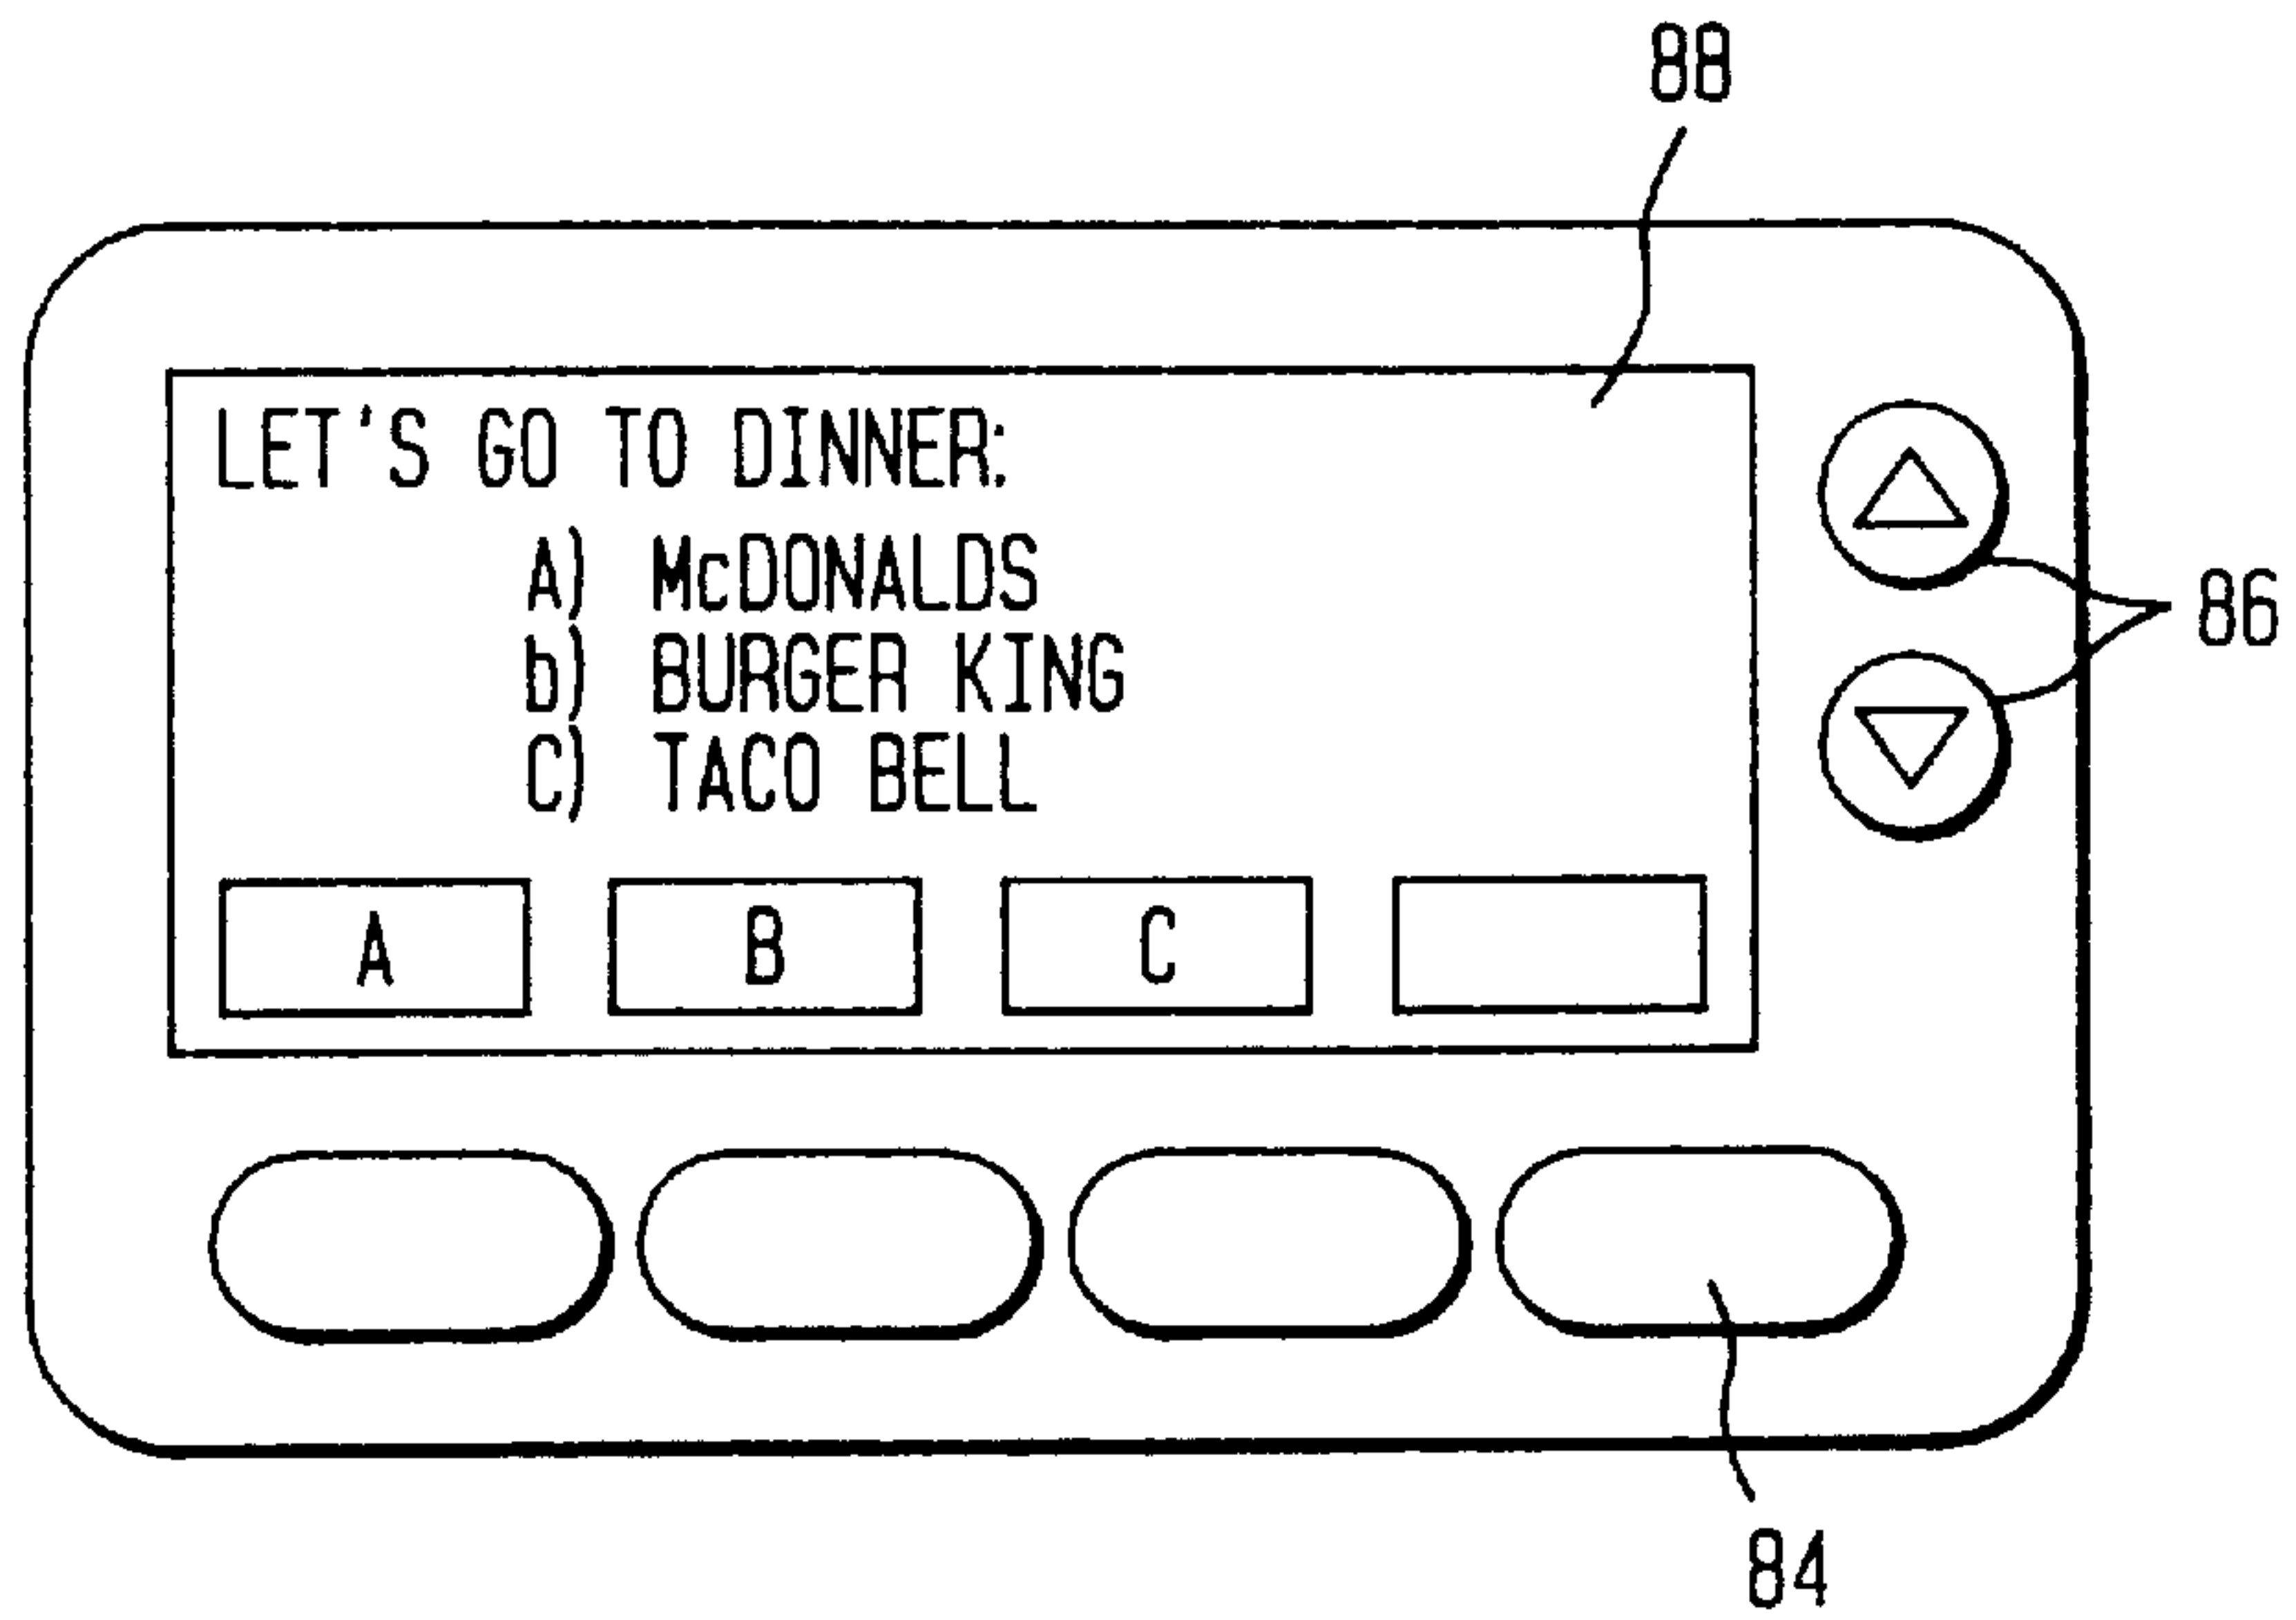 88
LET'S GO TO DINNER:
A) McDONALDS
b) BURGER KING
C) TACO BELL
86
A B C
84